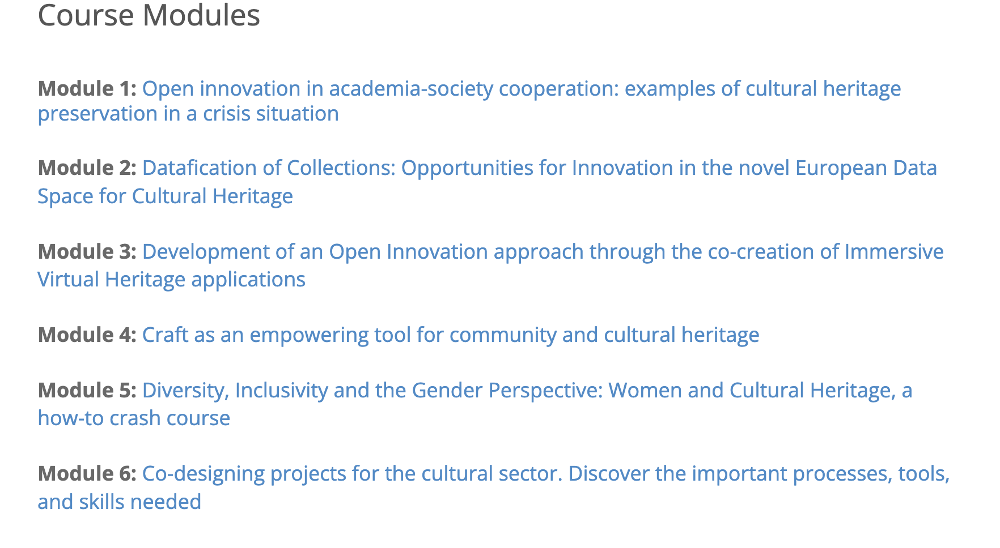 Course Modules
Module 1: Open innovation in academia-society cooperation: examples of cultural heritage
preservation in a crisis situation
Module 2: Datafication of Collections: Opportunities for Innovation in the novel European Data
Space for Cultural Heritage
Module 3: Development of an Open Innovation approach through the co-creation of Immersive
Virtual Heritage applications
Module 4: Craft as an empowering tool for community and cultural heritage
Module 5: Diversity, Inclusivity and the Gender Perspective: Women and Cultural Heritage, a
how-to crash course
Module 6: Co-designing projects for the cultural sector. Discover the important processes, tools,
and skills needed